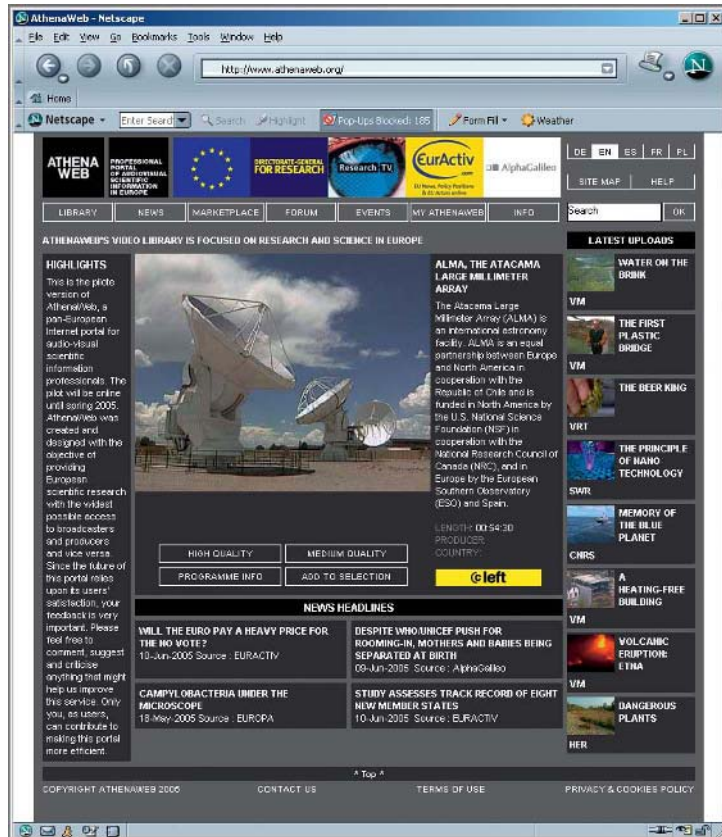 AthenaWeb - Netscape
File Edit View Go Bookmarks Tools Window Help
http://www.athenaweb.org/
Home
Netscape Enter Search Search Highlight Pop-Ups Blocked: 185 Form Fill Weather
ATHENA
WEB
PROFESSIONAL
PORTAL
OF AUDIOVISUAL
SCIENTIFIC
INFORMATION
IN EUROPE
DIRECTORATE-GENERAL
FOR RESEARCH
Research TV
EurActiv
.com
EU News, Policy Positions
& EU Actors online
AlphaGalileo
DE EN ES FR PL
SITE MAP HELP
LIBRARY NEWS MARKETPLACE FORUM EVENTS MY ATHENAWEB INFO
Search OK
ATHENAWEB'S VIDEO LIBRARY IS FOCUSED ON RESEARCH AND SCIENCE IN EUROPE
HIGHLIGHTS
This is the pilote
version of
AthenaWeb, a
pan-European
Internet portal for
audio-visual
scientific
information
professionals. The
pilot will be online
until spring 2005.
AthenaWeb was
created and
designed with the
objective of
providing
European
scientific research
with the widest
possible access
to broadcasters
and producers
and vice versa.
Since the future of
this portal relies
upon its users'
satisfaction, your
feedback is very
important. Please
feel free to
comment, suggest
and criticise
anything that might
help us improve
this service. Only
you, as users,
can contribute to
making this portal
more efficient.
ALMA, THE ATACAMA
LARGE MILLIMETER
ARRAY
The Atacama Large
Millimeter Array (ALMA) is
an international astronomy
facility. ALMA is an equal
partnership between Europe
and North America in
cooperation with the
Republic of Chile and is
funded in North America by
the U.S. National Science
Foundation (NSF) in
cooperation with the
National Research Council of
Canada (NRC), and in
Europe by the European
Southern Observatory
(ESO) and Spain.
LENGTH: 00:54:30
PRODUCER:
COUNTRY:
left
HIGH QUALITY MEDIUM QUALITY
PROGRAMME INFO ADD TO SELECTION
NEWS HEADLINES
WILL THE EURO PAY A HEAVY PRICE FOR
THE NO VOTE?
10-Jun-2005 Source : EURACTIV
DESPITE WHO/UNICEF PUSH FOR
ROOMING-IN, MOTHERS AND BABIES BEING
SEPARATED AT BIRTH
09-Jun-2005 Source : AlphaGalileo
CAMPYLOBACTERIA UNDER THE
MICROSCOPE
18-May-2005 Source : EUROPA
STUDY ASSESSES TRACK RECORD OF EIGHT
NEW MEMBER STATES
10-Jun-2005 Source : EURACTIV
LATEST UPLOADS
WATER ON THE
BRINK
VM
THE FIRST
PLASTIC
BRIDGE
VM
THE BEER KING
VRT
THE PRINCIPLE
OF NANO
TECHNOLOGY
SWR
MEMORY OF
THE BLUE
PLANET
CNRS
A
HEATING-FREE
BUILDING
VM
VOLCANIC
ERUPTION:
ETNA
VM
DANGEROUS
PLANTS
HER
^ Top ^
COPYRIGHT ATHENAWEB 2005 CONTACT US TERMS OF USE PRIVACY & COOKIES POLICY